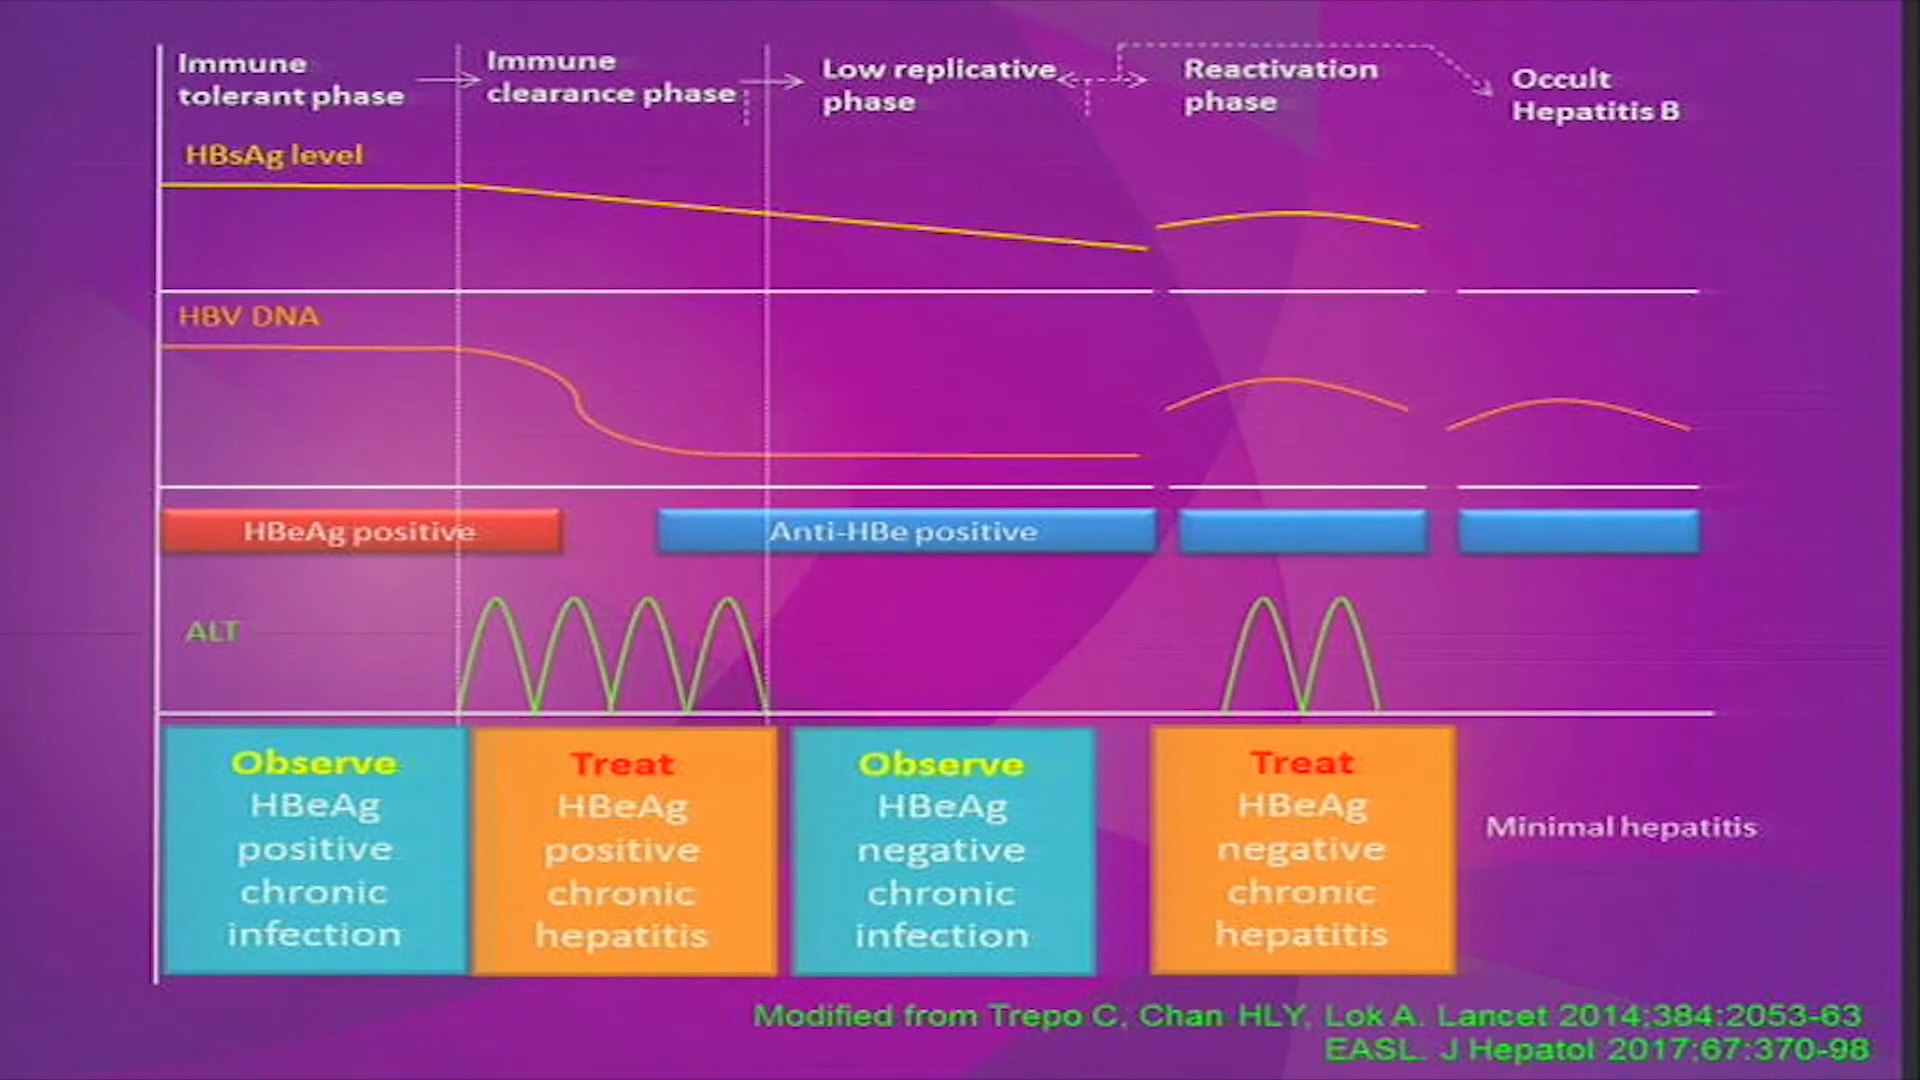 Immune
tolerant phase
Immune
clearance phase
Low replicative
phase
Reactivation
phase
Occult
Hepatitis B
HBsAg level
HBV DNA
HBeAg positive
Anti-HBe positive
ALT
Observe
HBeAg
positive
chronic
infection
Treat
HBeAg
positive
chronic
hepatitis
Observe
HBeAg
negative
chronic
infection
Treat
HBeAg
negative
chronic
hepatitis
Minimal hepatitis
Modified from Trepo C, Chan HLY, Lok A. Lancet 2014;384:2053-63
EASL. J Hepatol 2017;67:370-98